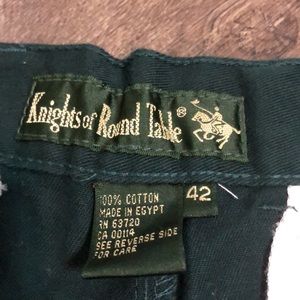 Knights of Round Table®
42
100% COTTON
MADE IN EGYPT
RN 63720
CA 00114
SEE REVERSE SIDE
FOR CARE